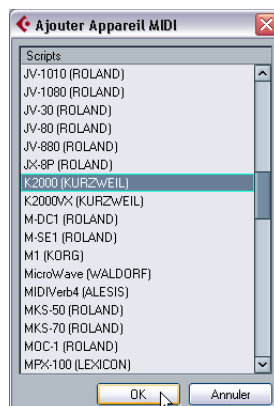 Ajouter Appareil MIDI
Scripts
JV-1010 (ROLAND)
JV-1080 (ROLAND)
JV-30 (ROLAND)
JV-80 (ROLAND)
JV-880 (ROLAND)
JX-8P (ROLAND)
K2000 (KURZWEIL)
K2000VX (KURZWEIL)
M-DC1 (ROLAND)
M-SE1 (ROLAND)
M1 (KORG)
MicroWave (WALDORF)
MIDIVerb4 (ALESIS)
MKS-50 (ROLAND)
MKS-70 (ROLAND)
MOC-1 (ROLAND)
MPX-100 (LEXICON)
OK
Annuler